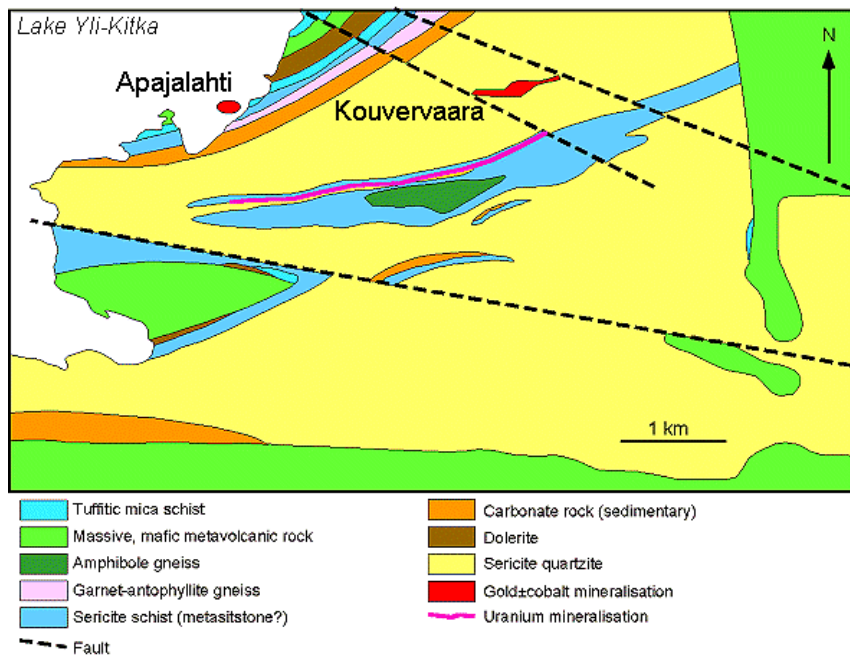 Lake Yli-Kitka
N
Apajalahti
Kouvervaara
1 km
Tuffitic mica schist
Massive, mafic metavolcanic rock
Amphibole gneiss
Garnet-antophyllite gneiss
Sericite schist (metasitstone?)
Fault
Carbonate rock (sedimentary)
Dolerite
Sericite quartzite
Gold±cobalt mineralisation
Uranium mineralisation